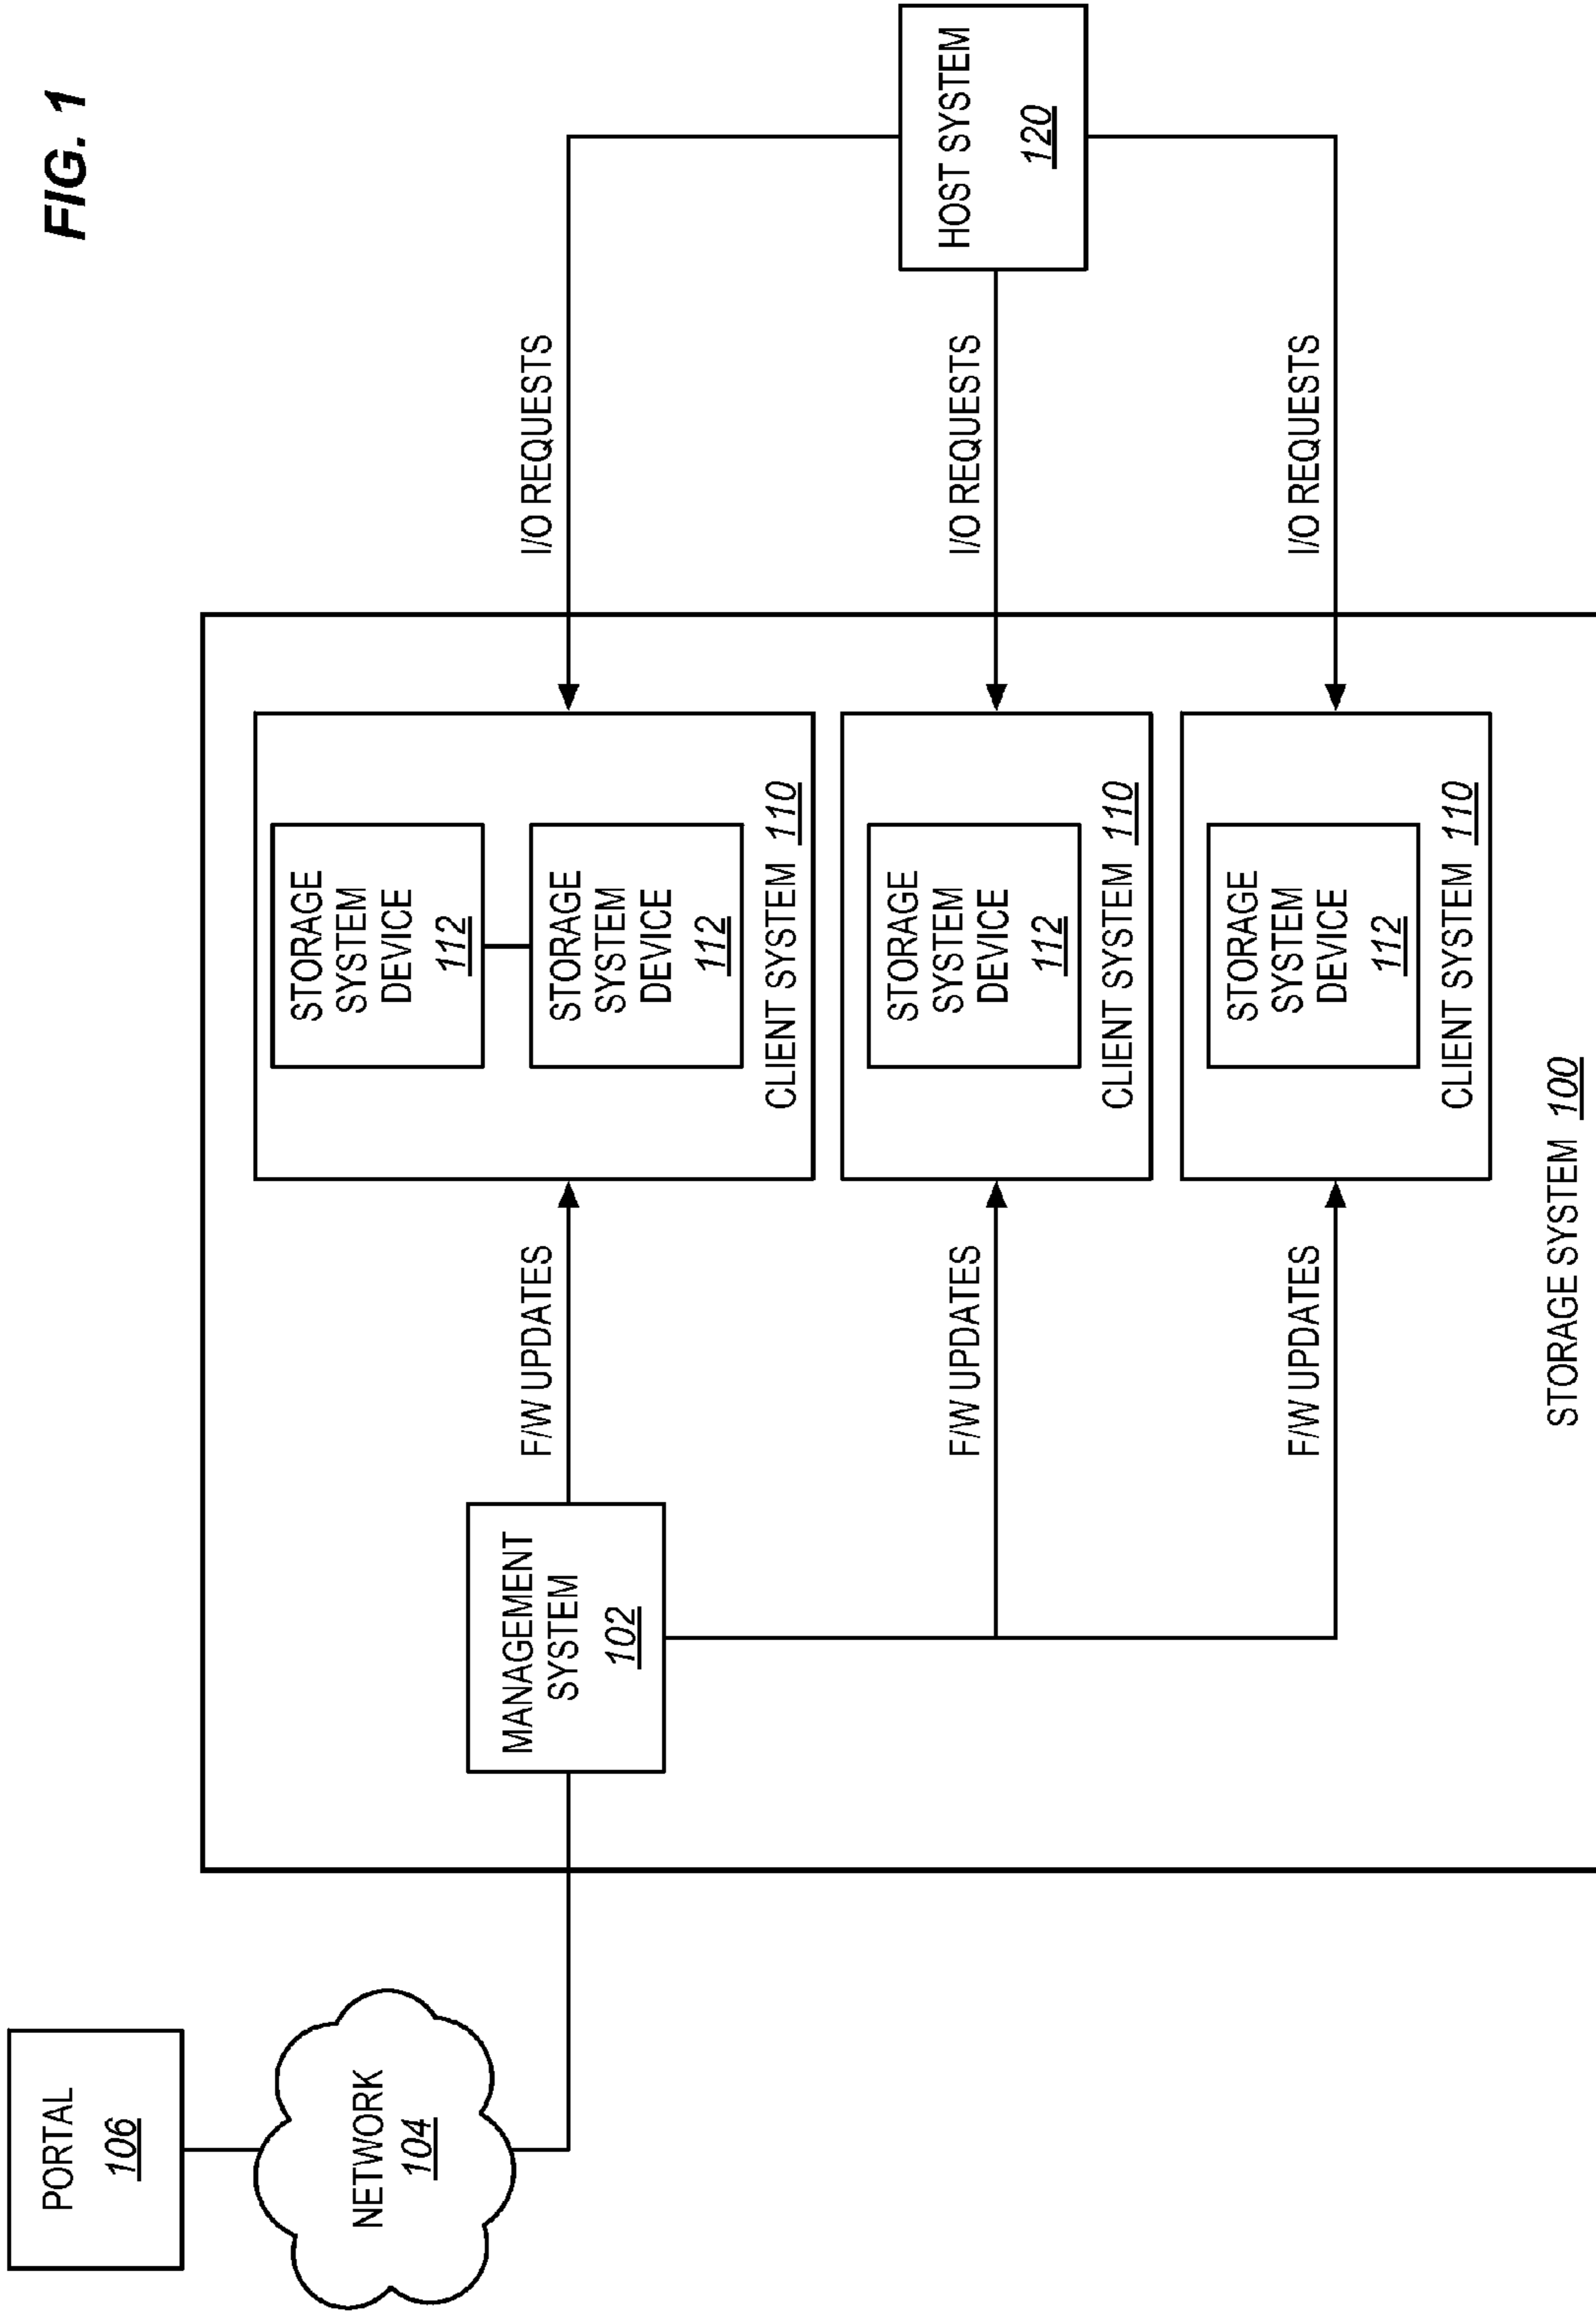 FIG. 1
PORTAL
106
NETWORK
104
MANAGEMENT
SYSTEM
102
F/W UPDATES
F/W UPDATES
F/W UPDATES
STORAGE
SYSTEM
DEVICE
112
STORAGE
SYSTEM
DEVICE
112
CLIENT SYSTEM 110
STORAGE
SYSTEM
DEVICE
112
CLIENT SYSTEM 110
STORAGE
SYSTEM
DEVICE
112
CLIENT SYSTEM 110
I/O REQUESTS
I/O REQUESTS
I/O REQUESTS
HOST SYSTEM
120
STORAGE SYSTEM 100